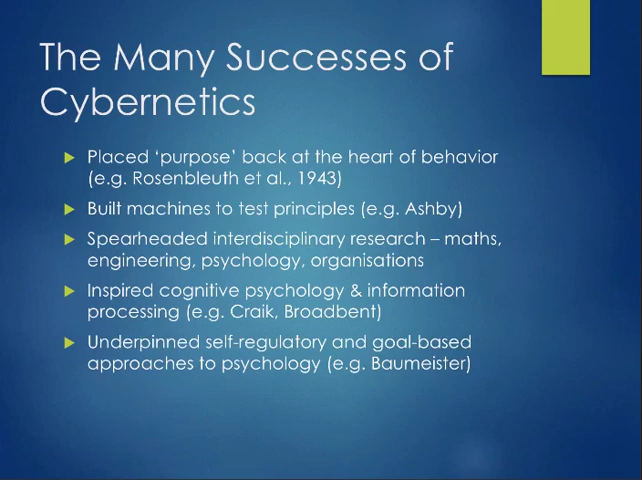 The Many Successes of
Cybernetics
Placed ‘purpose’ back at the heart of behavior
(e.g. Rosenbleuth et al., 1943)
Built machines to test principles (e.g. Ashby)
Spearheaded interdisciplinary research – maths,
engineering, psychology, organisations
Inspired cognitive psychology & information
processing (e.g. Craik, Broadbent)
Underpinned self-regulatory and goal-based
approaches to psychology (e.g. Baumeister)